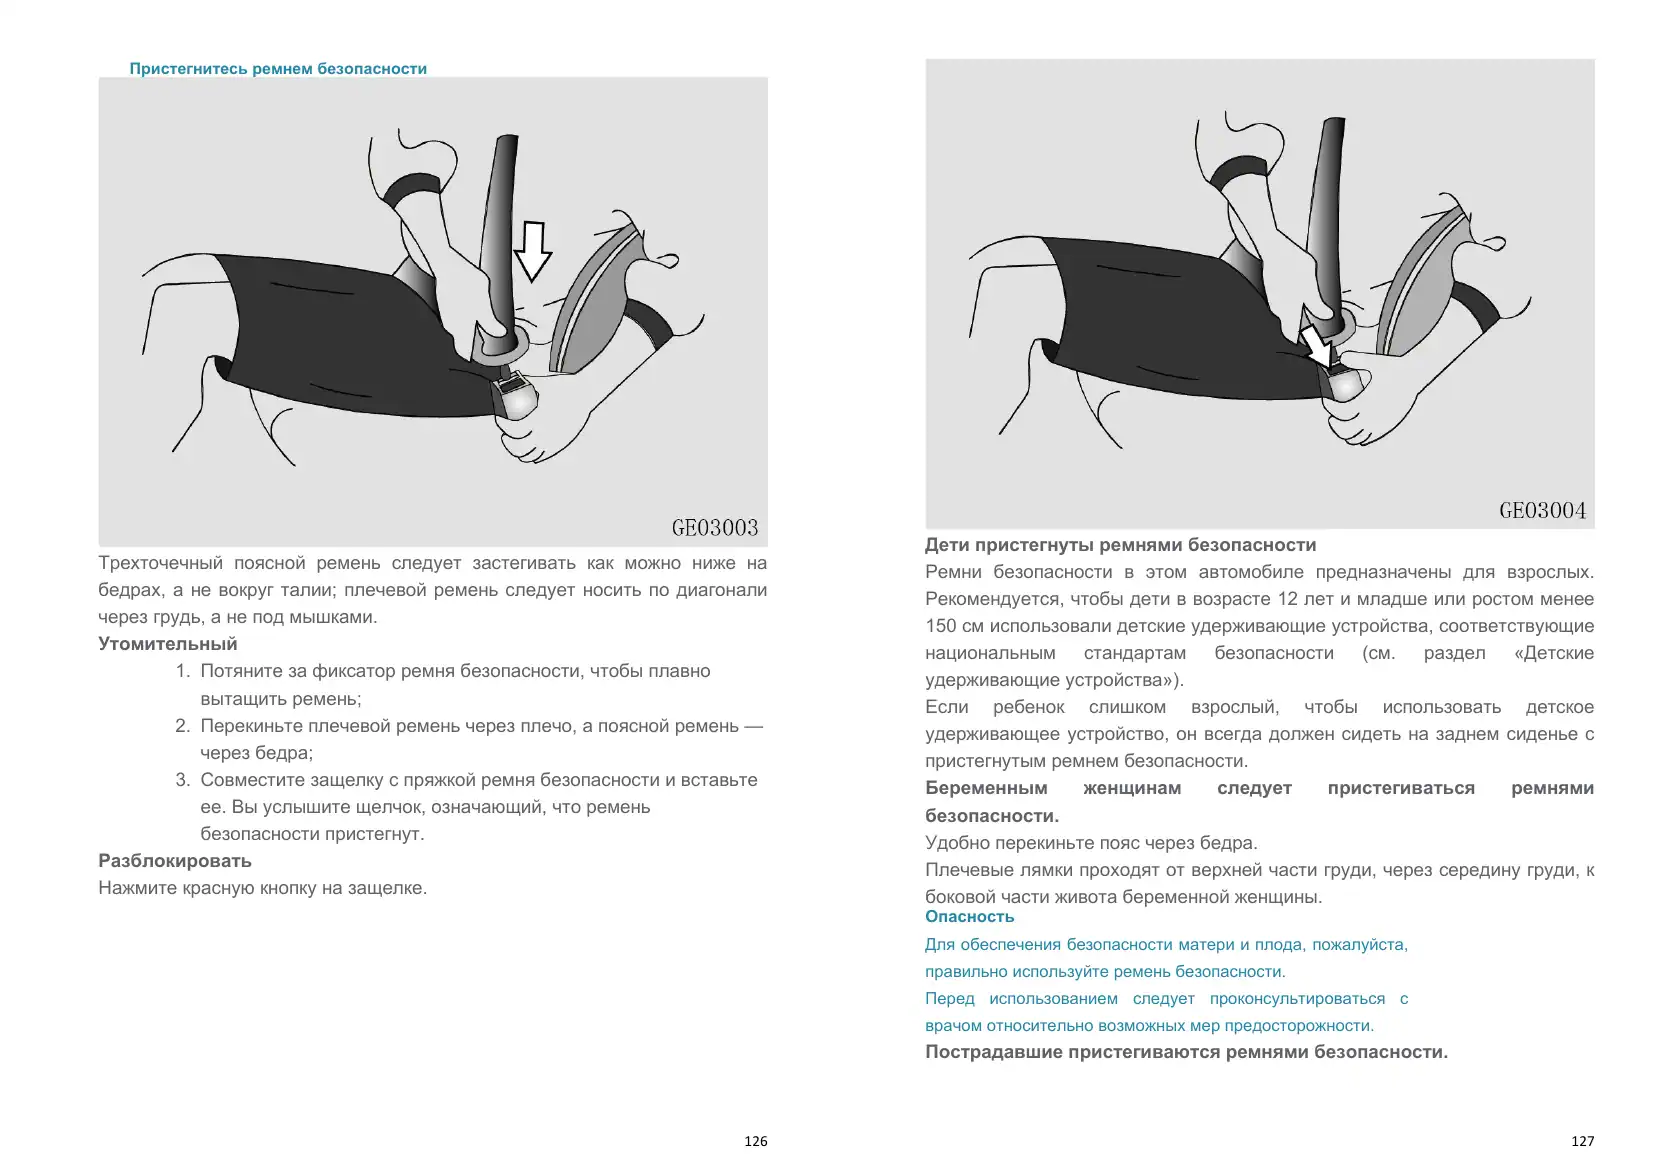 Пристегнитесь ремнем безопасности
GE03003
Трехточечный поясной ремень следует застегивать как можно ниже на
бедрах, а не вокруг талии; плечевой ремень следует носить по диагонали
через грудь, а не под мышками.
Утомительный
1. Потяните за фиксатор ремня безопасности, чтобы плавно
вытащить ремень;
2. Перекиньте плечевой ремень через плечо, а поясной ремень —
через бедра;
3. Совместите защелку с пряжкой ремня безопасности и вставьте
ее. Вы услышите щелчок, означающий, что ремень
безопасности пристегнут.
Разблокировать
Нажмите красную кнопку на защелке.
126
GE03004
Дети пристегнуты ремнями безопасности
Ремни безопасности в этом автомобиле предназначены для взрослых.
Рекомендуется, чтобы дети в возрасте 12 лет и младше или ростом менее
150 см использовали детские удерживающие устройства, соответствующие
национальным стандартам безопасности (см. раздел «Детские
удерживающие устройства»).
Если ребенок слишком взрослый, чтобы использовать детское
удерживающее устройство, он всегда должен сидеть на заднем сиденье с
пристегнутым ремнем безопасности.
Беременным женщинам следует пристегиваться ремнями
безопасности.
Удобно перекиньте пояс через бедра.
Плечевые лямки проходят от верхней части груди, через середину груди, к
боковой части живота беременной женщины.
Опасность
Для обеспечения безопасности матери и плода, пожалуйста,
правильно используйте ремень безопасности.
Перед использованием следует проконсультироваться с
врачом относительно возможных мер предосторожности.
Пострадавшие пристегиваются ремнями безопасности.
127